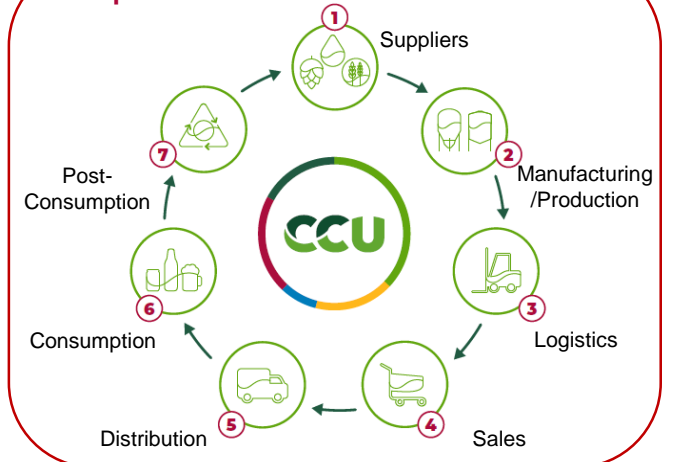 1
Suppliers
2
Manufacturing
/Production
3
Logistics
4
Sales
5
Distribution
6
Consumption
7
Post-
Consumption
CCU